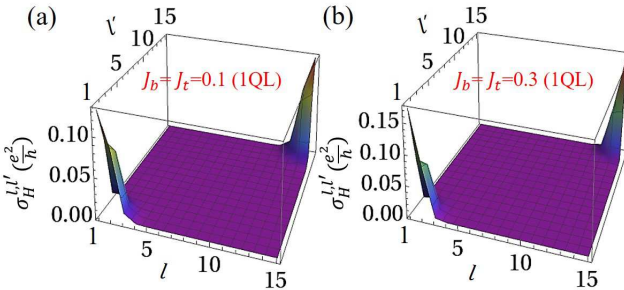 (a)
l′
1
5
10
15
J_b = J_t=0.1 (1QL)
σ_H^{l,l′}(e²/h)
0.10
0.05
0.00
1
5
10
15
l
(b)
l′
1
5
10
15
J_b = J_t=0.3 (1QL)
σ_H^{l,l′}(e²/h)
0.15
0.10
0.05
0.00
1
5
10
15
l